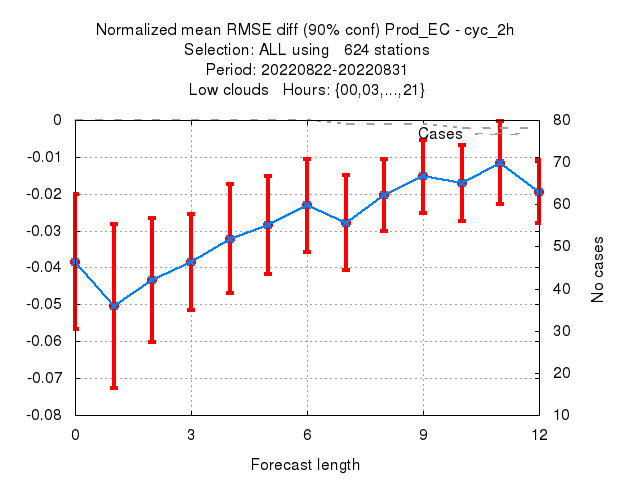 Normalized mean RMSE diff (90% conf) Prod_EC - cyc_2h
Selection: ALL using   624 stations
Period: 20220822-20220831
Low clouds   Hours: {00,03,...,21}
0
-0.01
-0.02
-0.03
-0.04
-0.05
-0.06
-0.07
-0.08
Cases
80
70
60
50
40
30
20
10
No cases
0 3 6 9 12
Forecast length